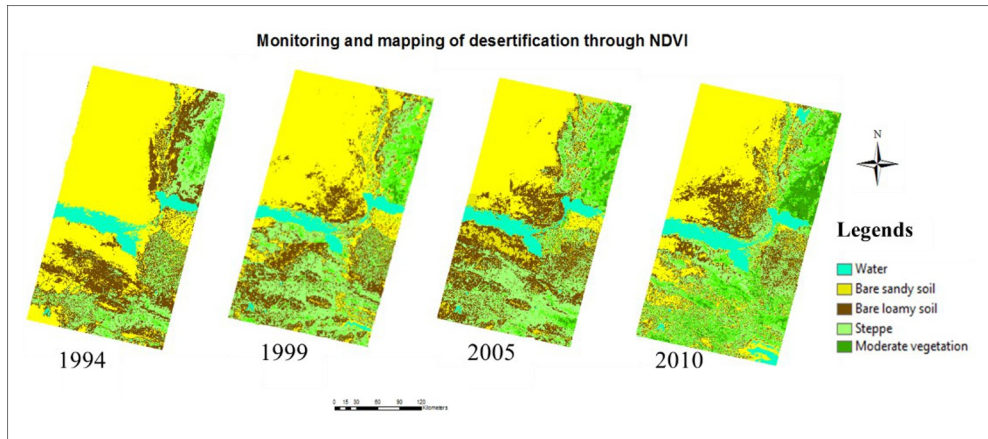 Monitoring and mapping of desertification through NDVI
N
Legends
Water
Bare sandy soil
Bare loamy soil
Steppe
Moderate vegetation
1994
1999
2005
2010
0 15 30 60 90 120
Kilometers